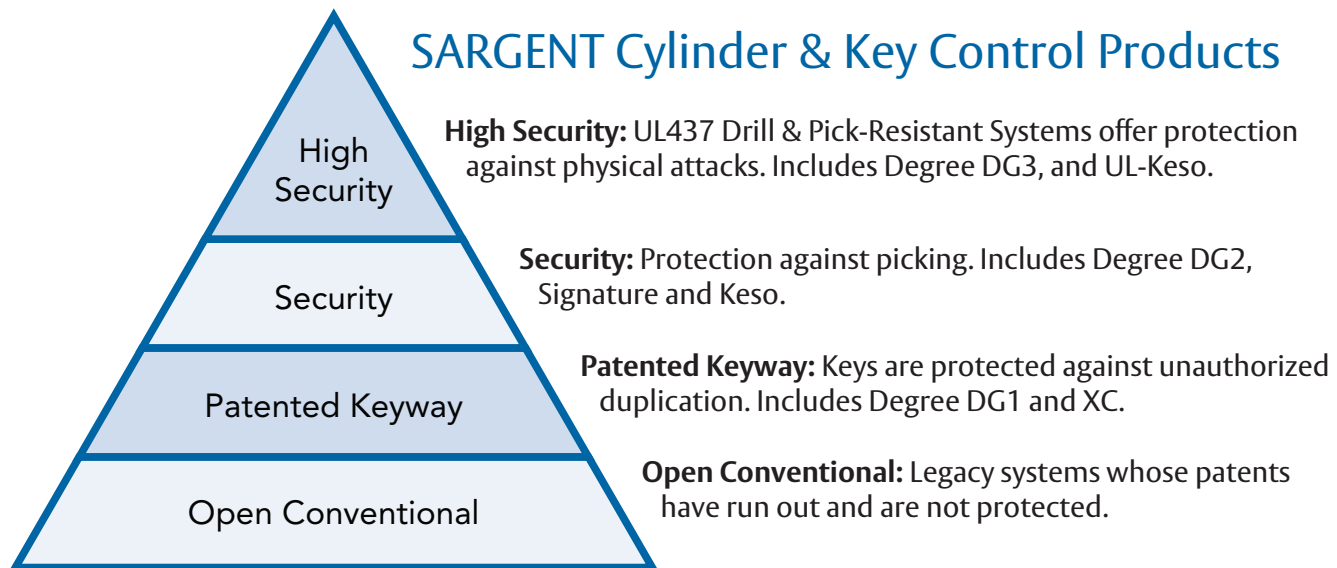 SARGENT Cylinder & Key Control Products
High
Security
High Security: UL437 Drill & Pick-Resistant Systems offer protection
against physical attacks. Includes Degree DG3, and UL-Keso.
Security
Security: Protection against picking. Includes Degree DG2,
Signature and Keso.
Patented Keyway
Patented Keyway: Keys are protected against unauthorized
duplication. Includes Degree DG1 and XC.
Open Conventional
Open Conventional: Legacy systems whose patents
have run out and are not protected.